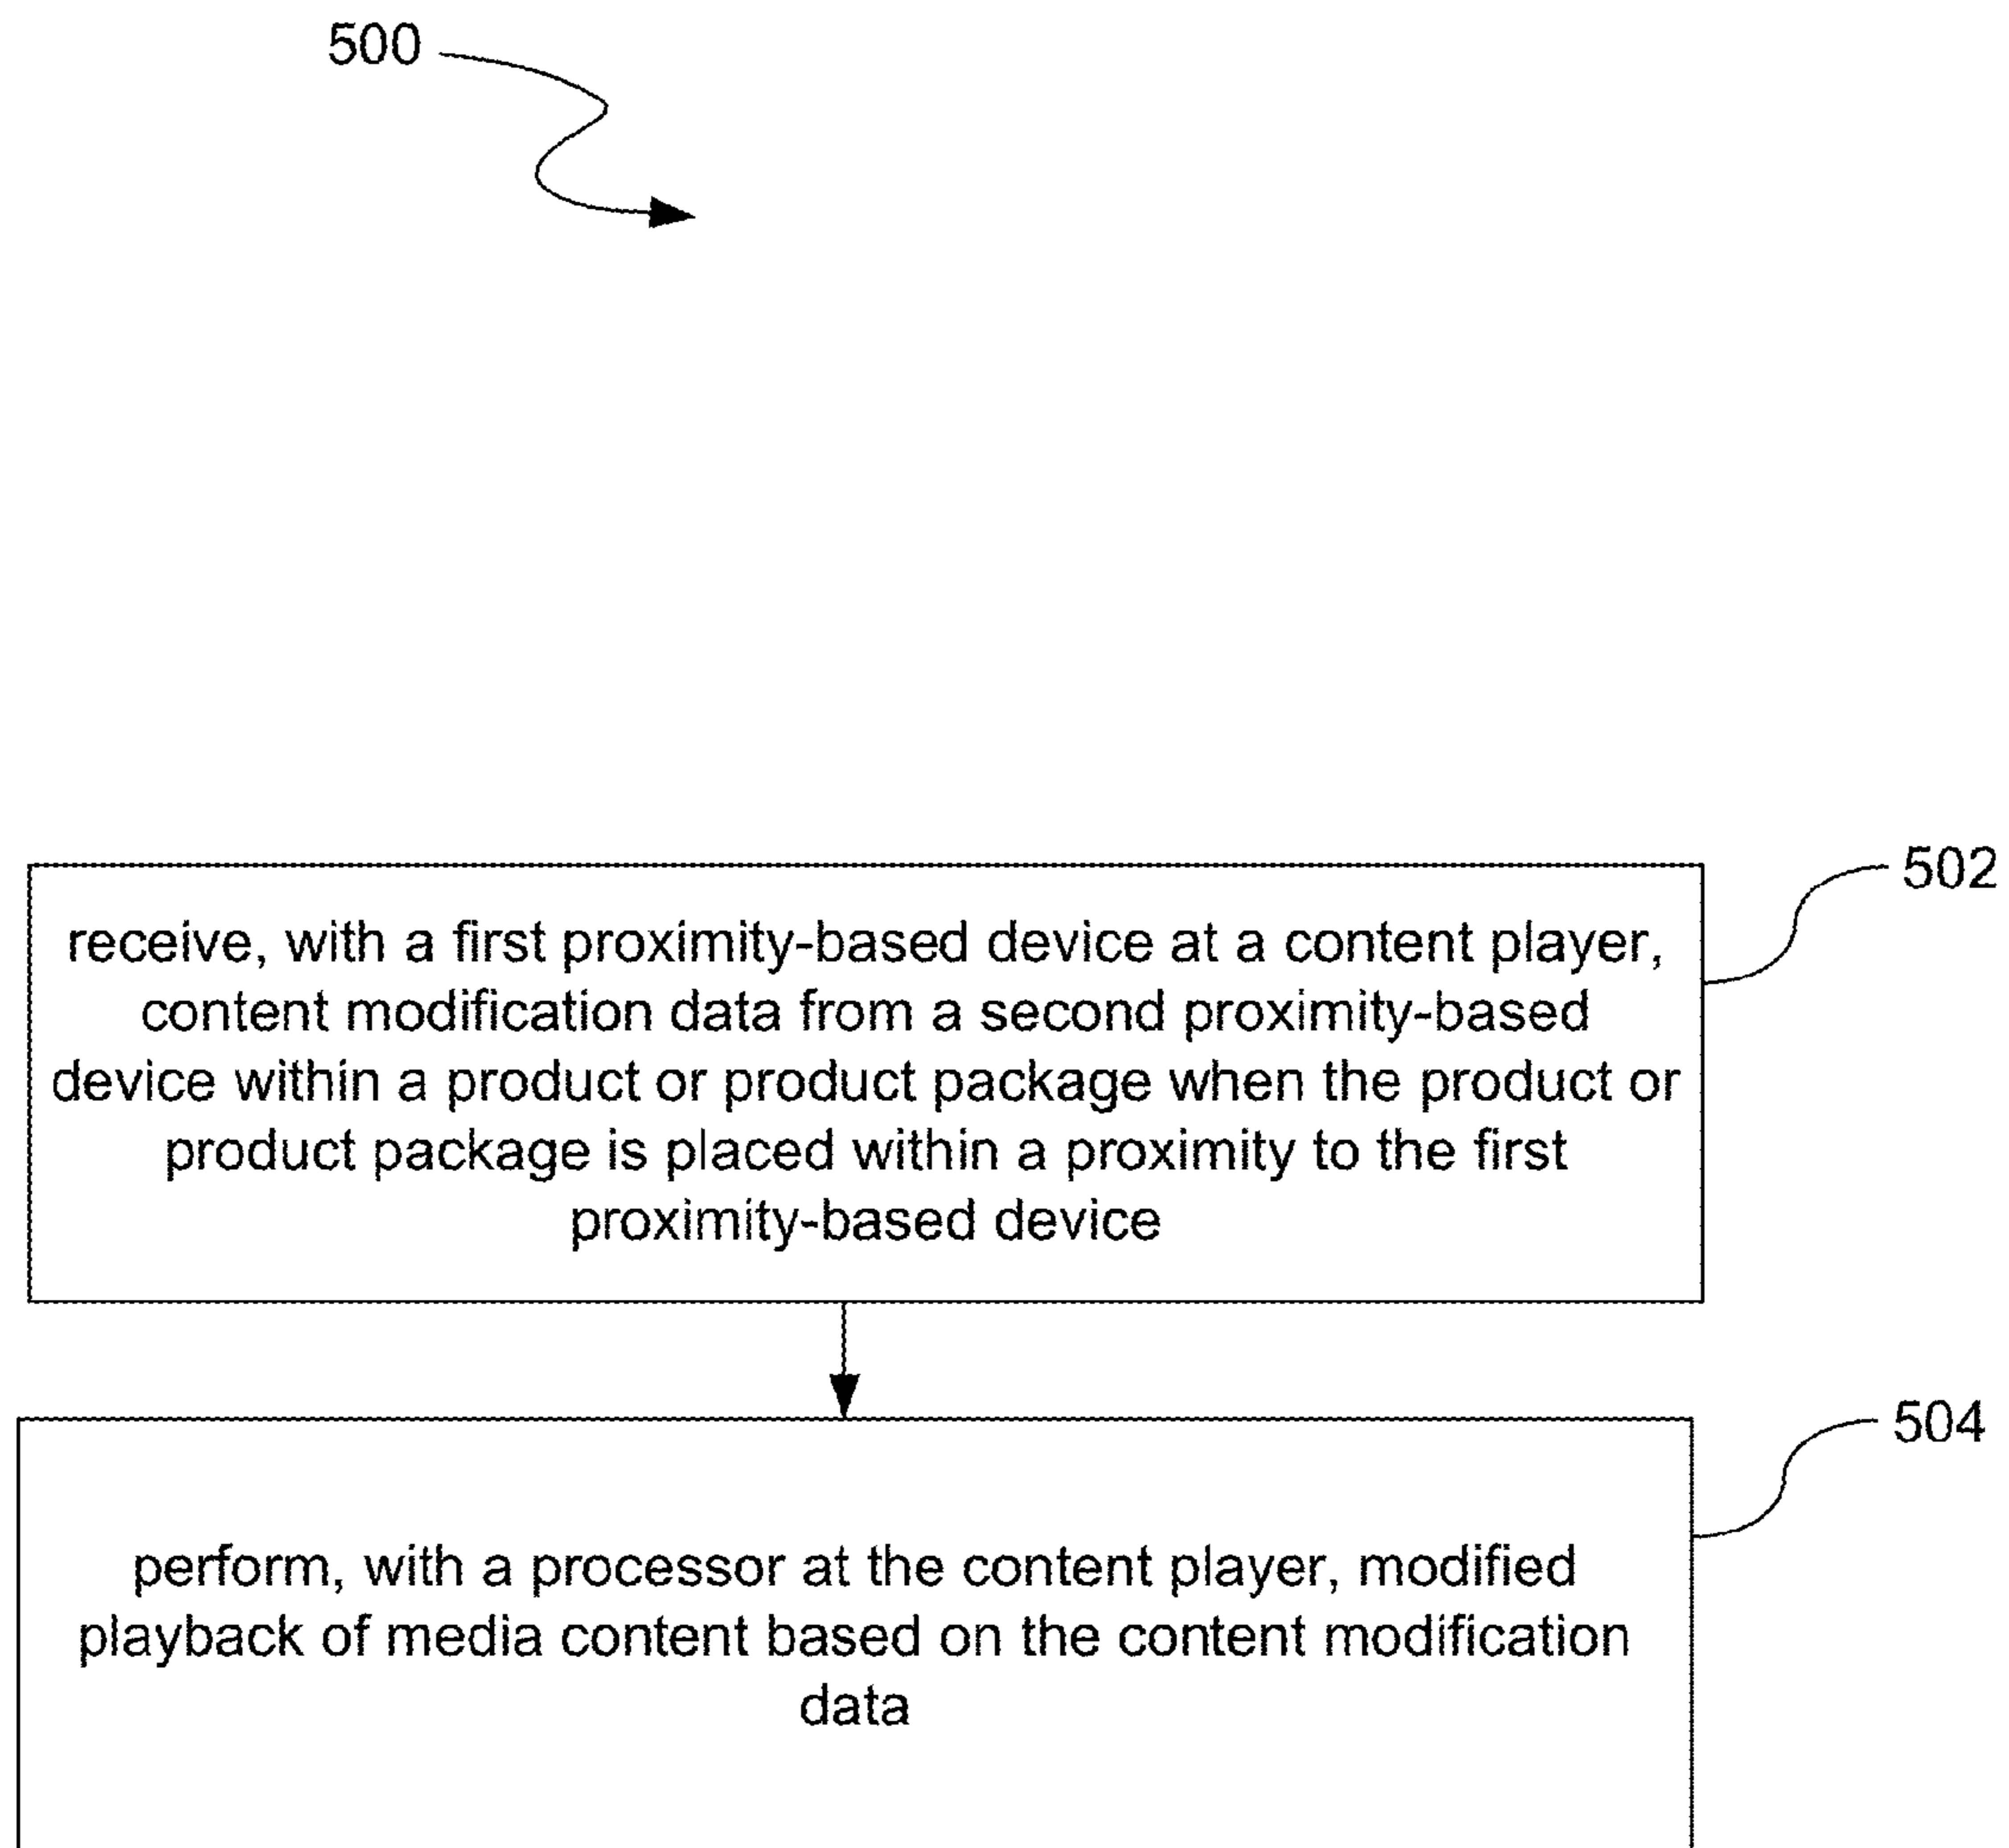 500
502
receive, with a first proximity-based device at a content player,
content modification data from a second proximity-based
device within a product or product package when the product or
product package is placed within a proximity to the first
proximity-based device
504
perform, with a processor at the content player, modified
playback of media content based on the content modification
data